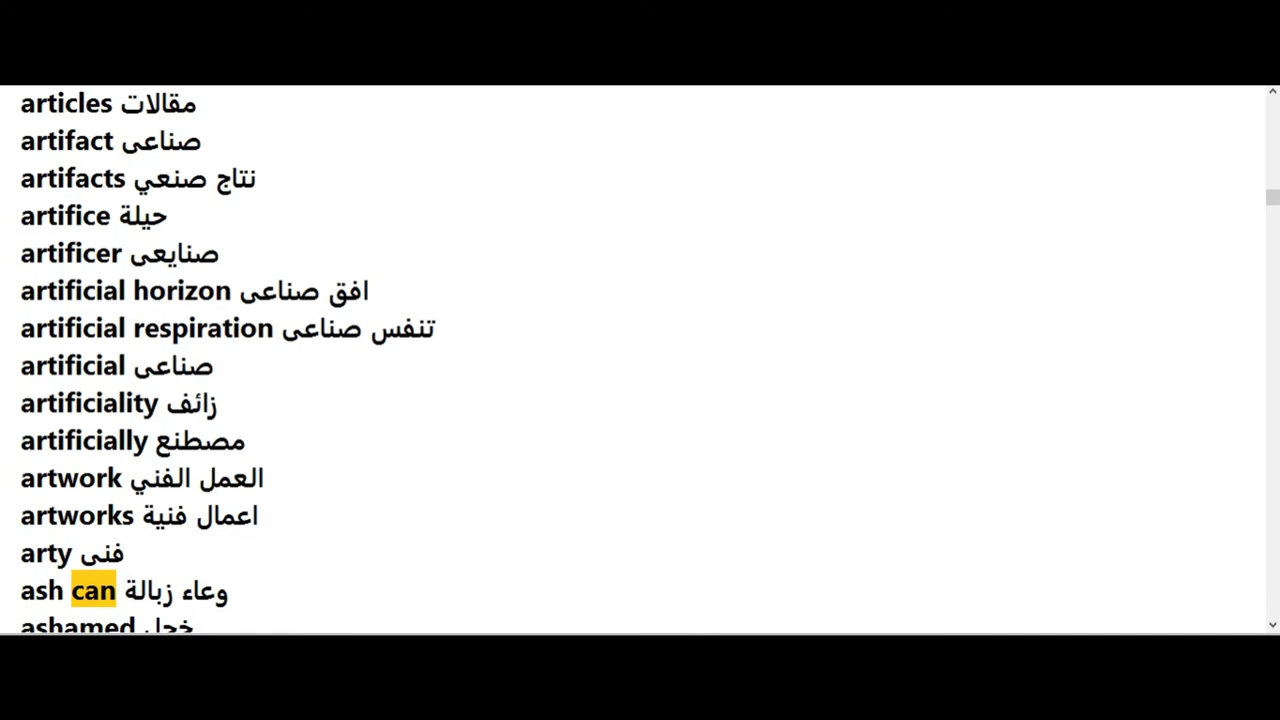 articles مقالات
artifact صناعى
artifacts نتاج صنعي
artifice حيلة
artificer صنايعى
artificial horizon افق صناعى
artificial respiration تنفس صناعى
artificial صناعى
artificiality زائف
artificially مصطنع
artwork العمل الفني
artworks اعمال فنية
arty فنى
ash can وعاء زبالة
ashamed خجل